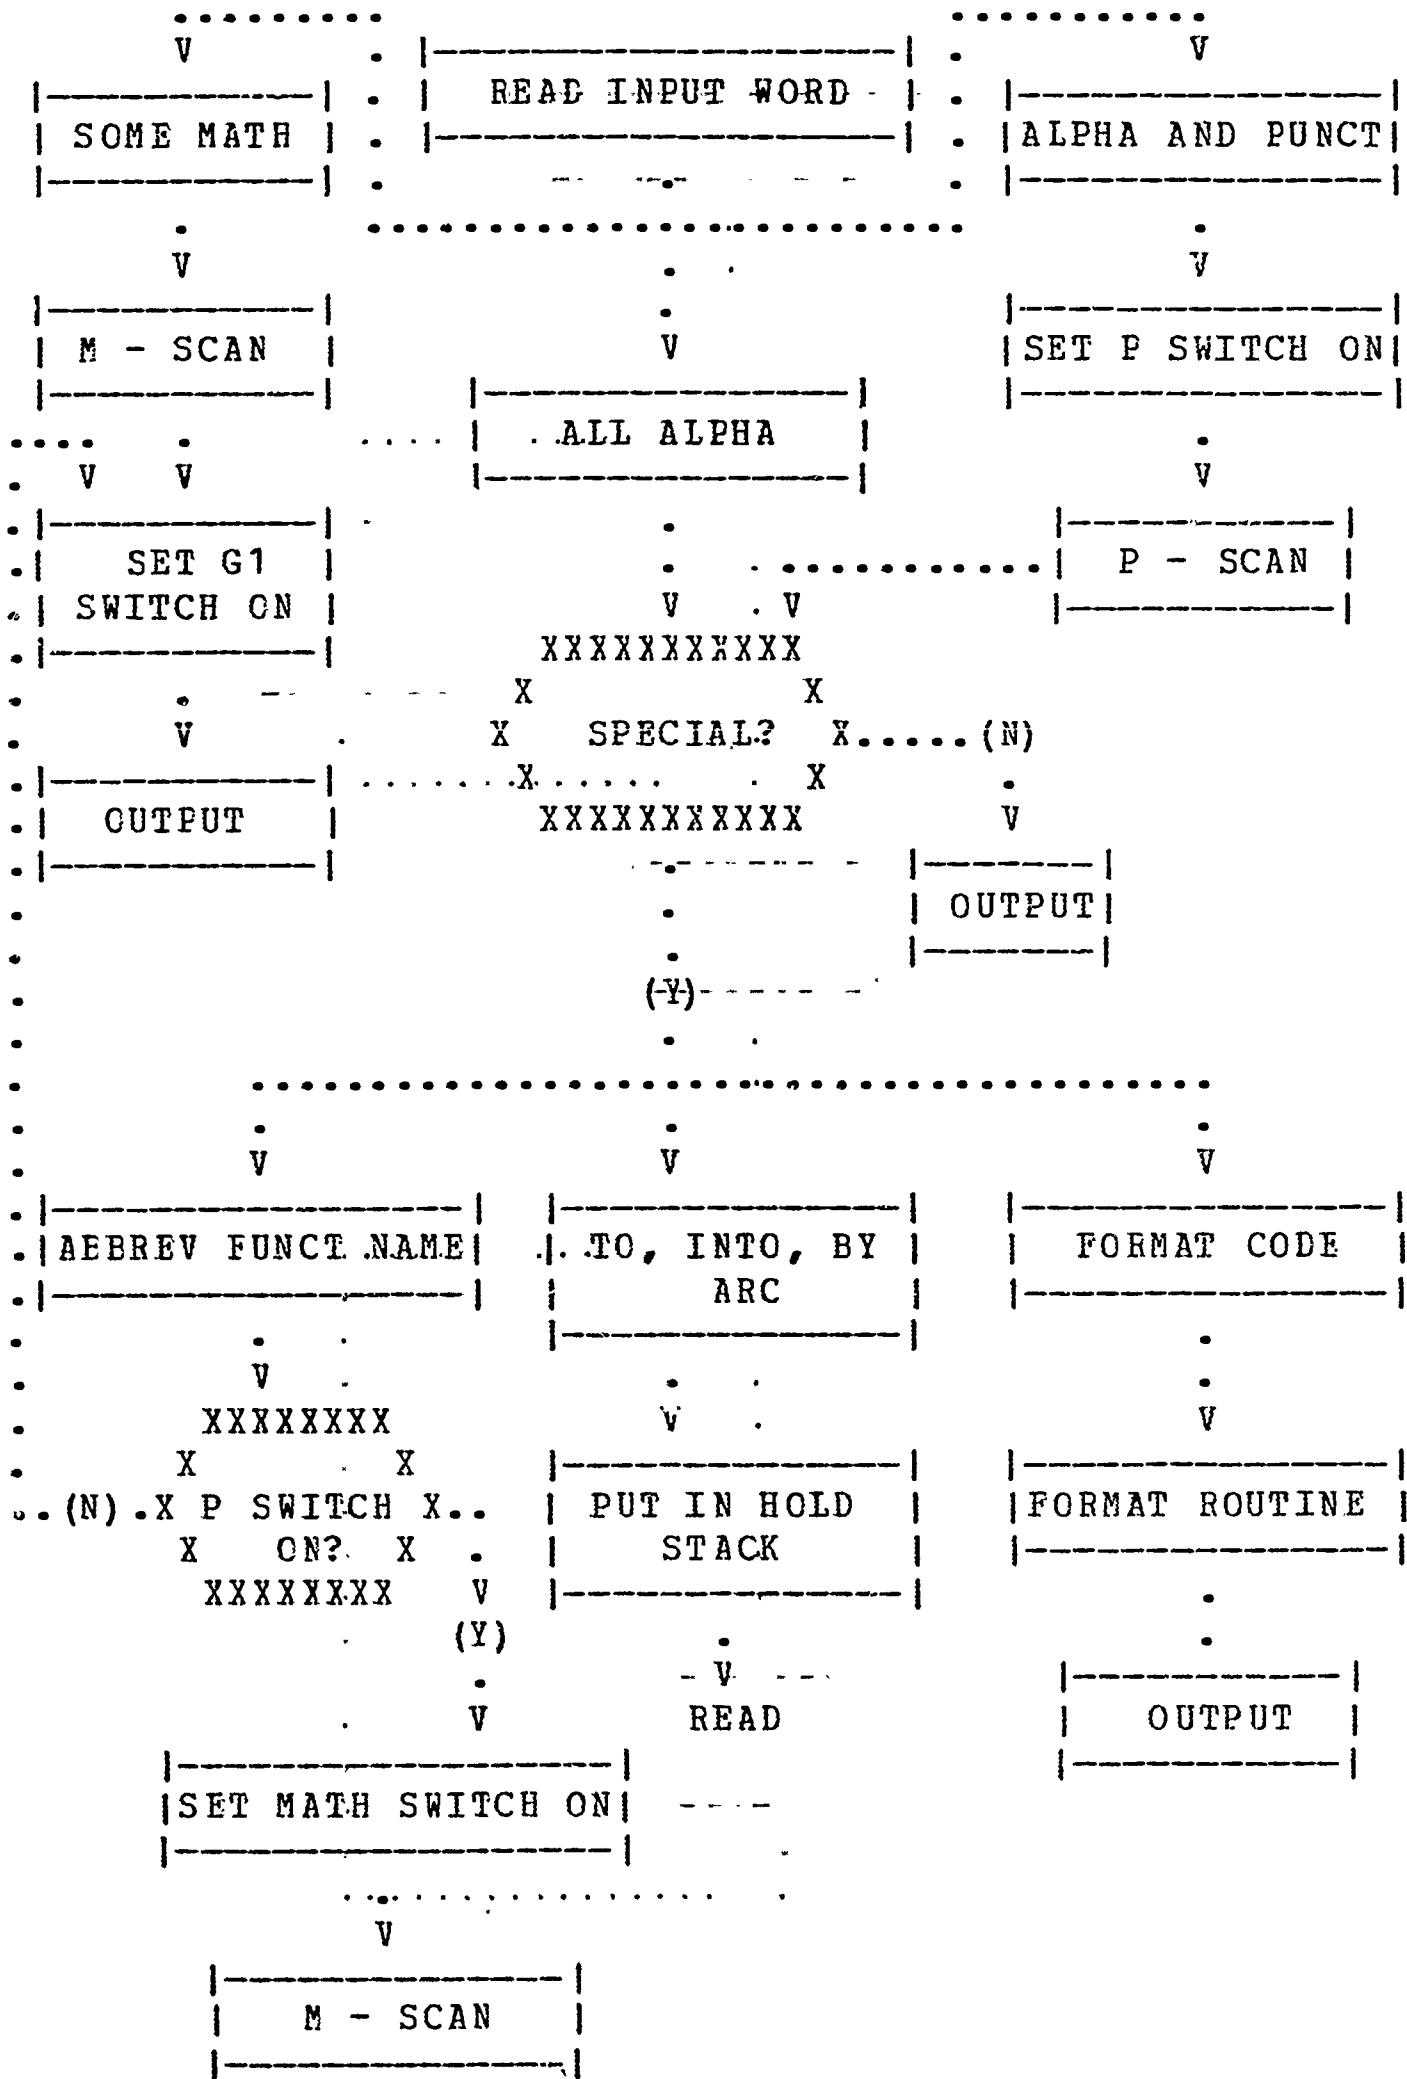 READ INPUT WORD
SOME MATH
ALPHA AND PUNCT
M - SCAN
SET P SWITCH ON
ALL ALPHA
SET G1
SWITCH ON
P - SCAN
SPECIAL?
(N)
OUTPUT
OUTPUT
(Y)
ABBREV FUNCT NAME
TO, INTO, BY
ARC
FORMAT CODE
P SWITCH
ON?
(N)
(Y)
PUT IN HOLD
STACK
FORMAT ROUTINE
READ
OUTPUT
SET MATH SWITCH ON
M - SCAN